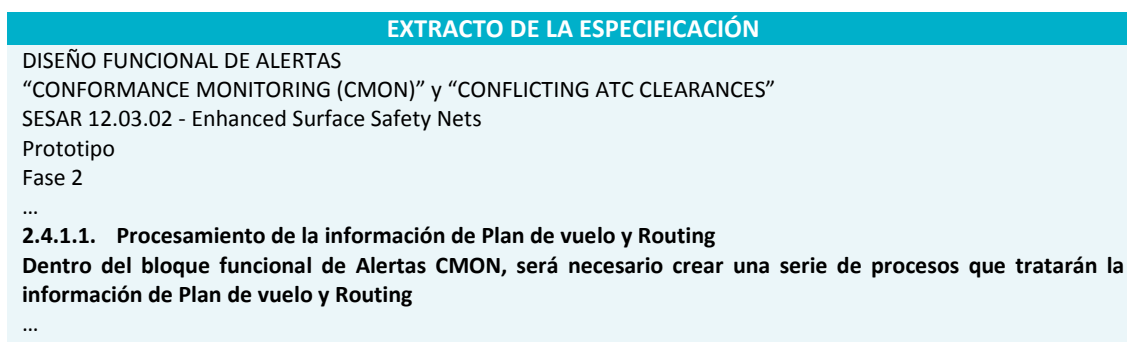 EXTRACTO DE LA ESPECIFICACIÓN
DISEÑO FUNCIONAL DE ALERTAS
“CONFORMANCE MONITORING (CMON)” y “CONFLICTING ATC CLEARANCES”
SESAR 12.03.02 - Enhanced Surface Safety Nets
Prototipo
Fase 2
...
2.4.1.1. Procesamiento de la información de Plan de vuelo y Routing
Dentro del bloque funcional de Alertas CMON, será necesario crear una serie de procesos que tratarán la
información de Plan de vuelo y Routing
...